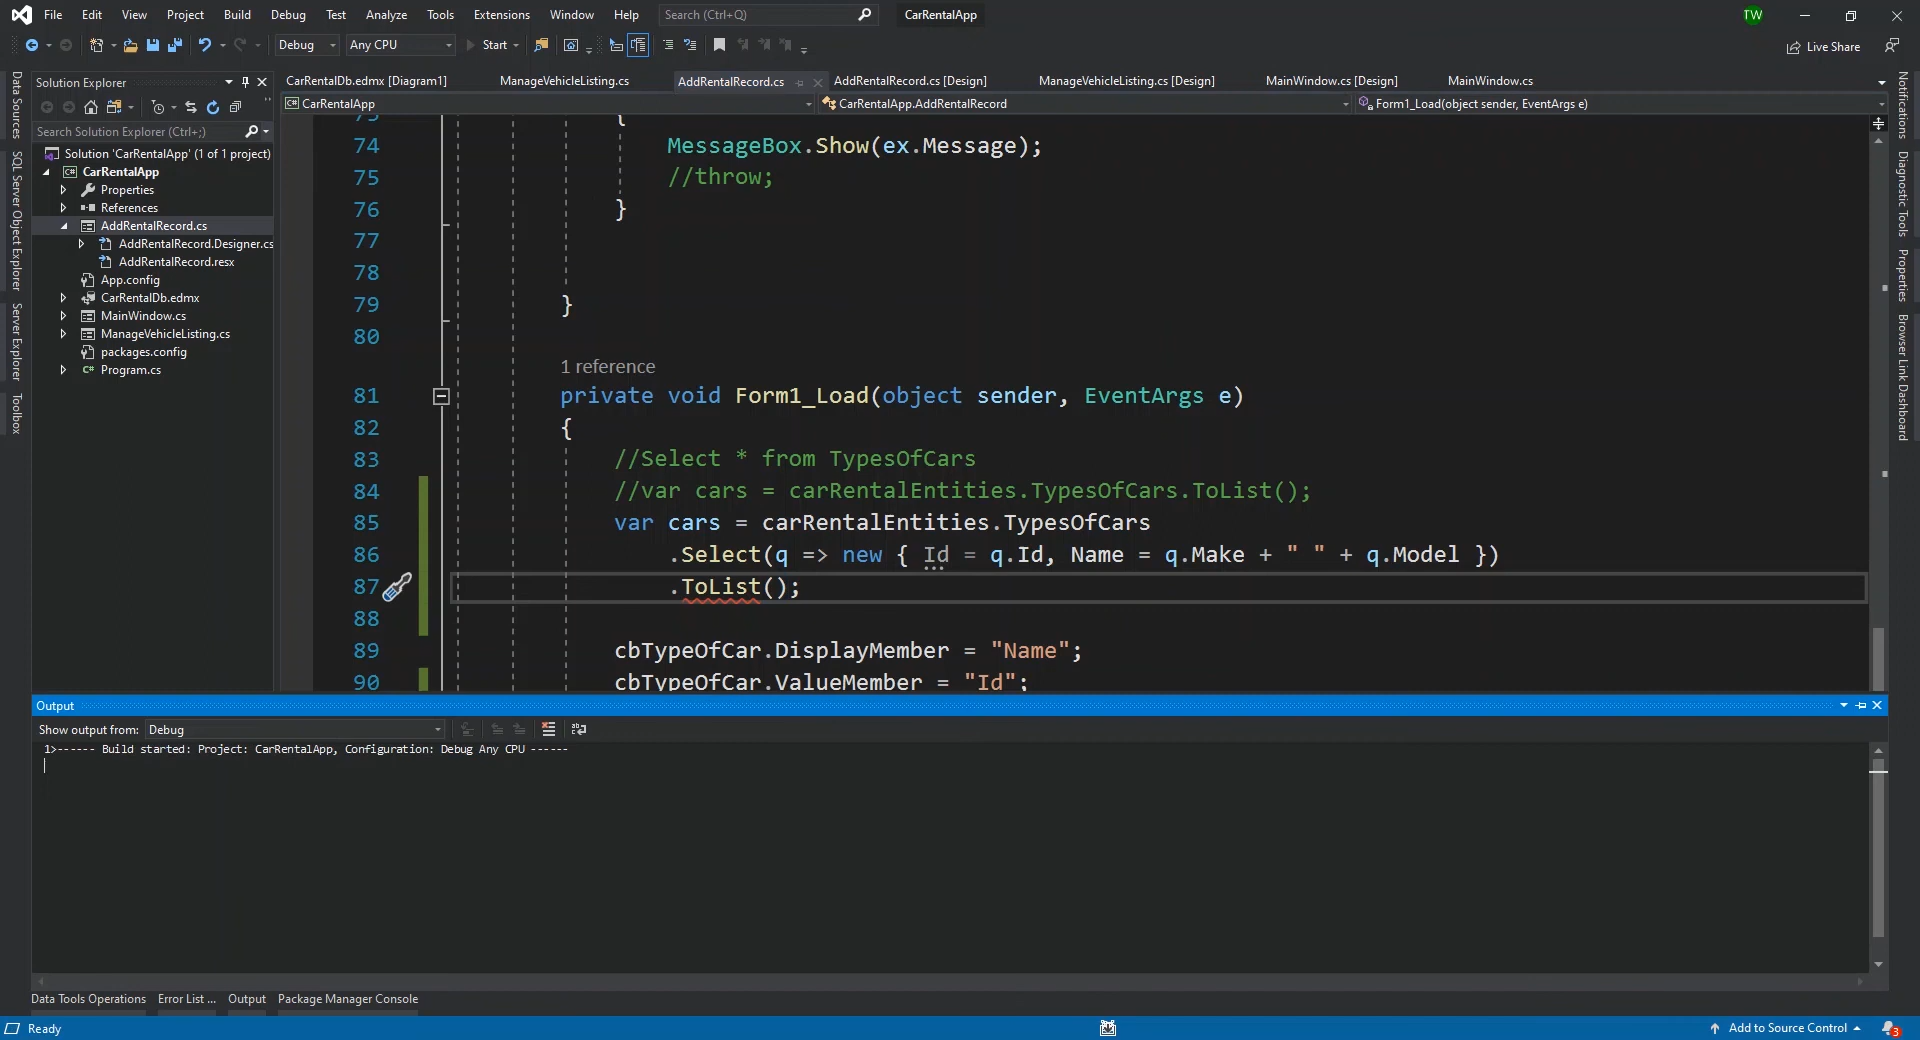 File Edit View Project Build Debug Test Analyze Tools Extensions Window Help Search (Ctrl+Q) CarRentalApp TW
Debug Any CPU Start Live Share
Solution Explorer
CarRentalDb.edmx [Diagram1] ManageVehicleListing.cs AddRentalRecord.cs AddRentalRecord.cs [Design] ManageVehicleListing.cs [Design] MainWindow.cs [Design] MainWindow.cs
CarRentalApp CarRentalApp.AddRentalRecord Form1_Load(object sender, EventArgs e)
Search Solution Explorer (Ctrl+;)
Solution 'CarRentalApp' (1 of 1 project)
CarRentalApp
Properties
References
AddRentalRecord.cs
AddRentalRecord.Designer.cs
AddRentalRecord.resx
App.config
CarRentalDb.edmx
MainWindow.cs
ManageVehicleListing.cs
packages.config
Program.cs
Data Sources
SQL Server Object Explorer
Server Explorer
Toolbox
73 {
74 MessageBox.Show(ex.Message);
75 //throw;
76 }
77
78
79 }
80
1 reference
81 private void Form1_Load(object sender, EventArgs e)
82 {
83 //Select * from TypesOfCars
84 //var cars = carRentalEntities.TypesOfCars.ToList();
85 var cars = carRentalEntities.TypesOfCars
86 .Select(q => new { Id = q.Id, Name = q.Make + " " + q.Model })
87 .ToList();
88
89 cbTypeOfCar.DisplayMember = "Name";
90 cbTypeOfCar.ValueMember = "Id";
Notifications
Diagnostic Tools
Properties
Browser Link Dashboard
Output
Show output from: Debug
1>------ Build started: Project: CarRentalApp, Configuration: Debug Any CPU ------
Data Tools Operations Error List ... Output Package Manager Console
Ready Add to Source Control 3